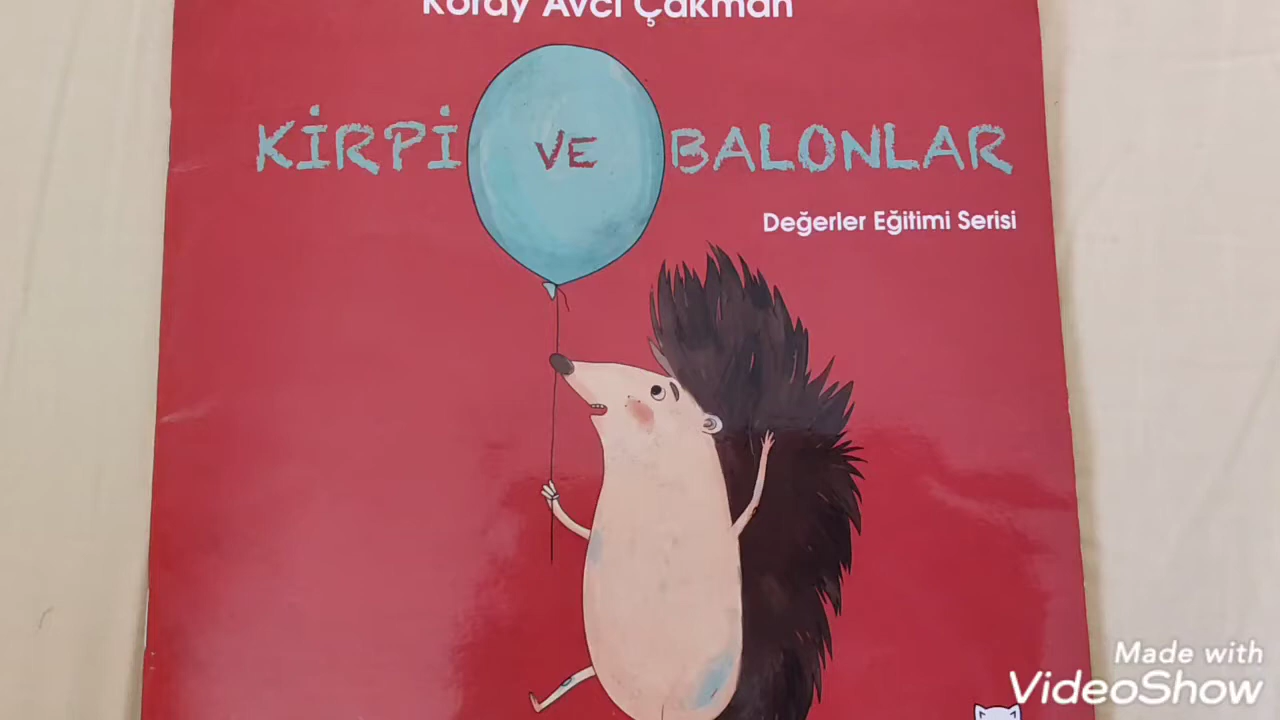 Koray Avcı Çakman
KİRPİ VE BALONLAR
Değerler Eğitimi Serisi
Made with
VideoShow